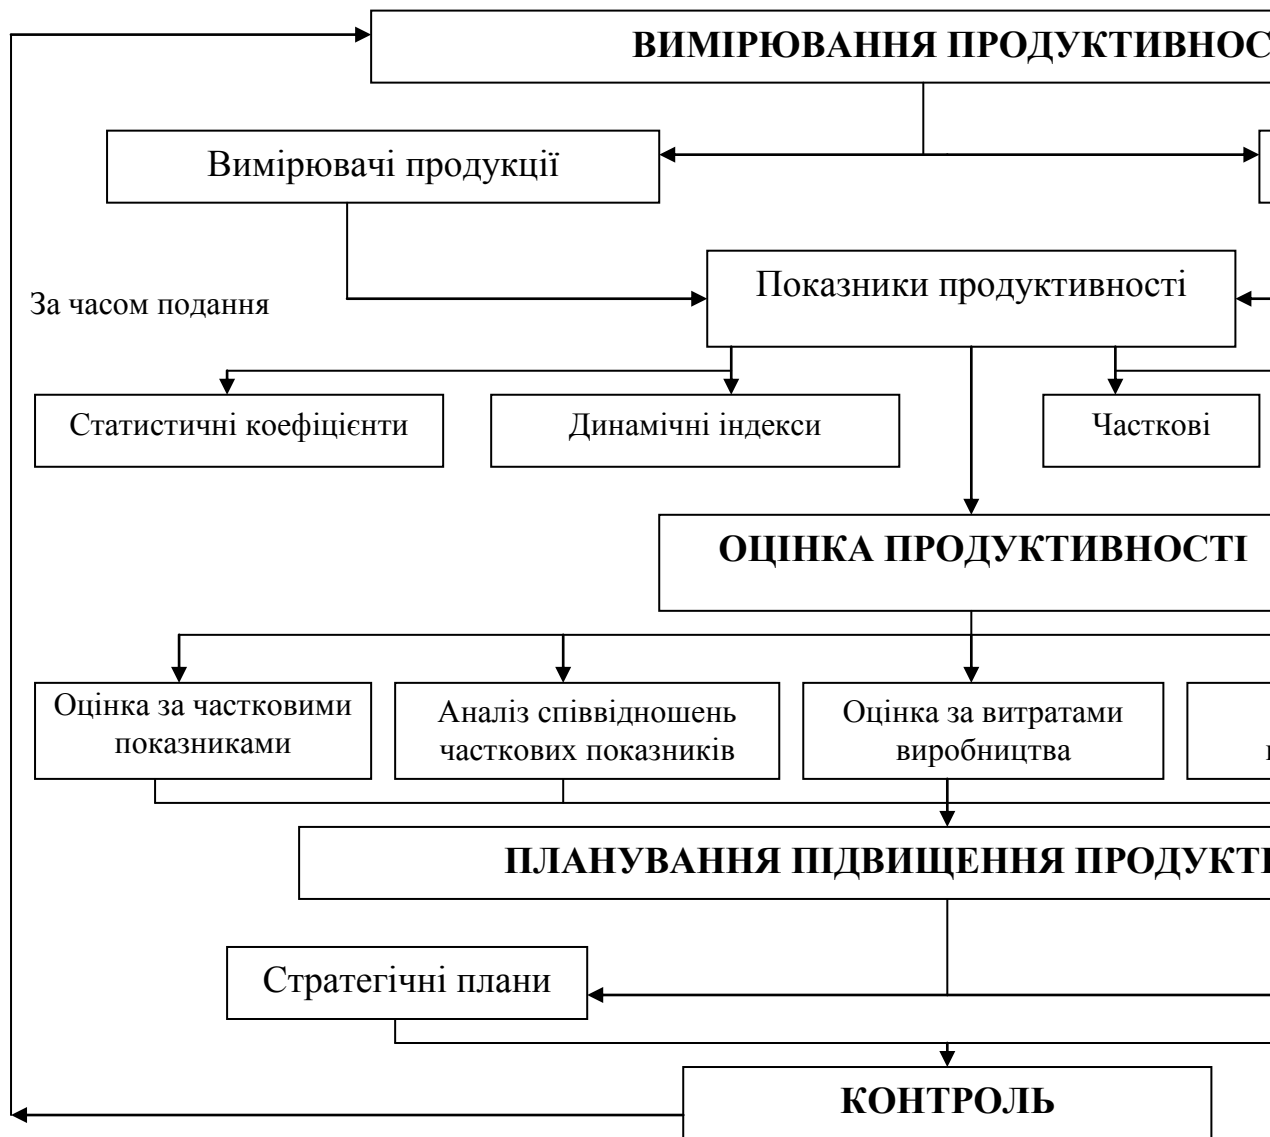 ВИМІРЮВАННЯ ПРОДУКТИВНОС
Вимірювачі продукції
Показники продуктивності
За часом подання
Статистичні коефіцієнти
Динамічні індекси
Часткові
ОЦІНКА ПРОДУКТИВНОСТІ
Оцінка за частковими
показниками
Аналіз співвідношень
часткових показників
Оцінка за витратами
виробництва
ПЛАНУВАННЯ ПІДВИЩЕННЯ ПРОДУКТИ
Стратегічні плани
КОНТРОЛЬ